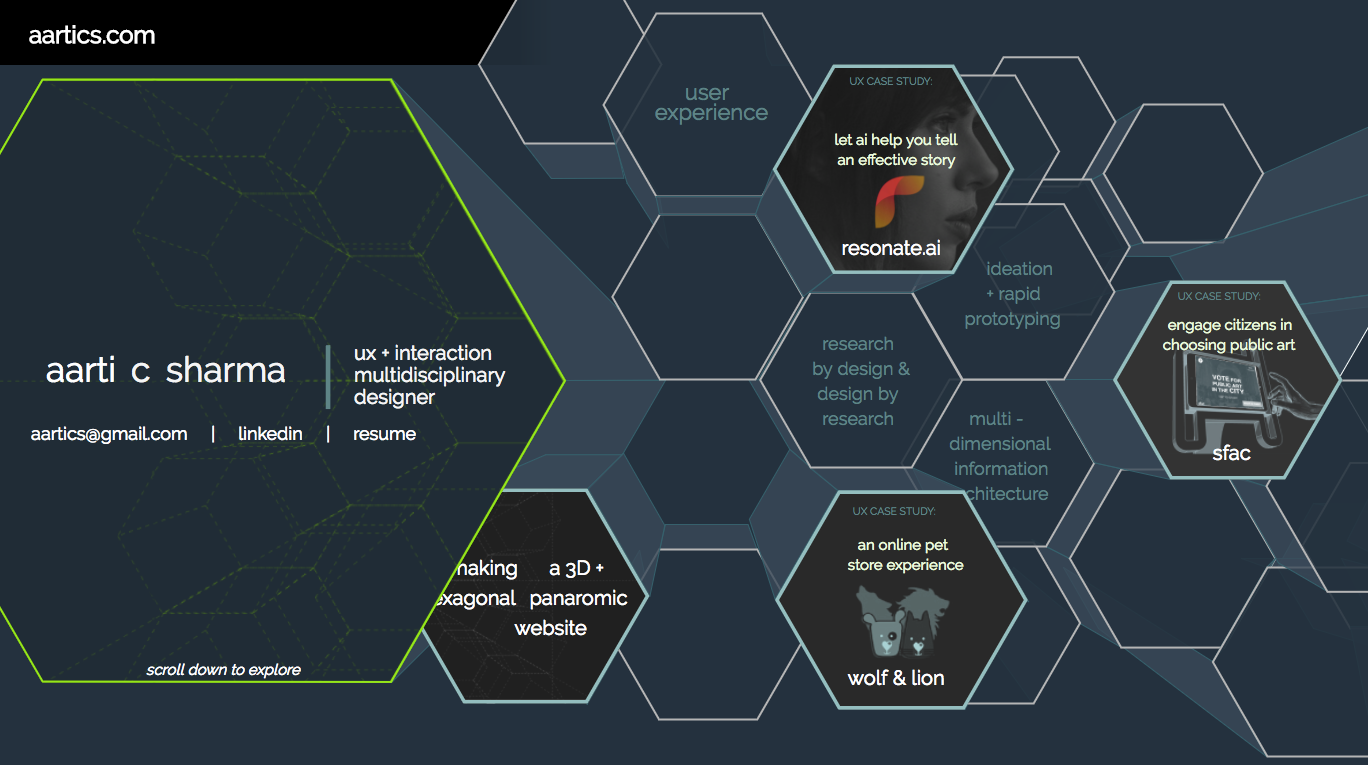 aartics.com
aarti c sharma
ux + interaction
multidisciplinary
designer
aartics@gmail.com | linkedin | resume
scroll down to explore
user
experience
UX CASE STUDY:
let ai help you tell
an effective story
resonate.ai
ideation
+ rapid
prototyping
research
by design &
design by
research
multi -
dimensional
information
chitecture
UX CASE STUDY:
engage citizens in
choosing public art
VOTE FOR
PUBLIC ART
IN THE CITY
sfac
naking a 3D +
exagonal panaromic
website
UX CASE STUDY:
an online pet
store experience
wolf & lion